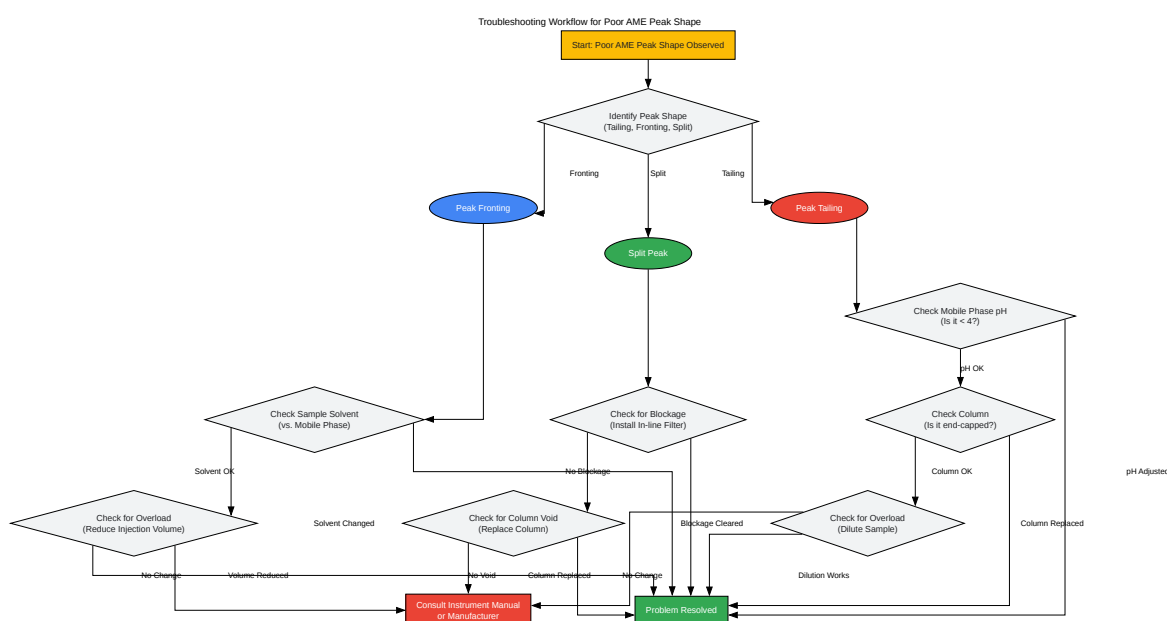 Troubleshooting Workflow for Poor AME Peak Shape
Start: Poor AME Peak Shape Observed
Identify Peak Shape
(Tailing, Fronting, Split)
Fronting
Split
Tailing
Peak Fronting
Peak Tailing
Split Peak
Check Mobile Phase pH
(Is it < 4?)
pH OK
Check Sample Solvent
(vs. Mobile Phase)
Check for Blockage
(Install In-line Filter)
Check Column
(Is it end-capped?)
Solvent OK
No Blockage
Column OK
pH Adjusted
Check for Overload
(Reduce Injection Volume)
Solvent Changed
Check for Column Void
(Replace Column)
Blockage Cleared
Check for Overload
(Dilute Sample)
Column Replaced
No Change
Volume Reduced
No Void
Column Replaced
No Change
Dilution Works
Consult Instrument Manual
or Manufacturer
Problem Resolved